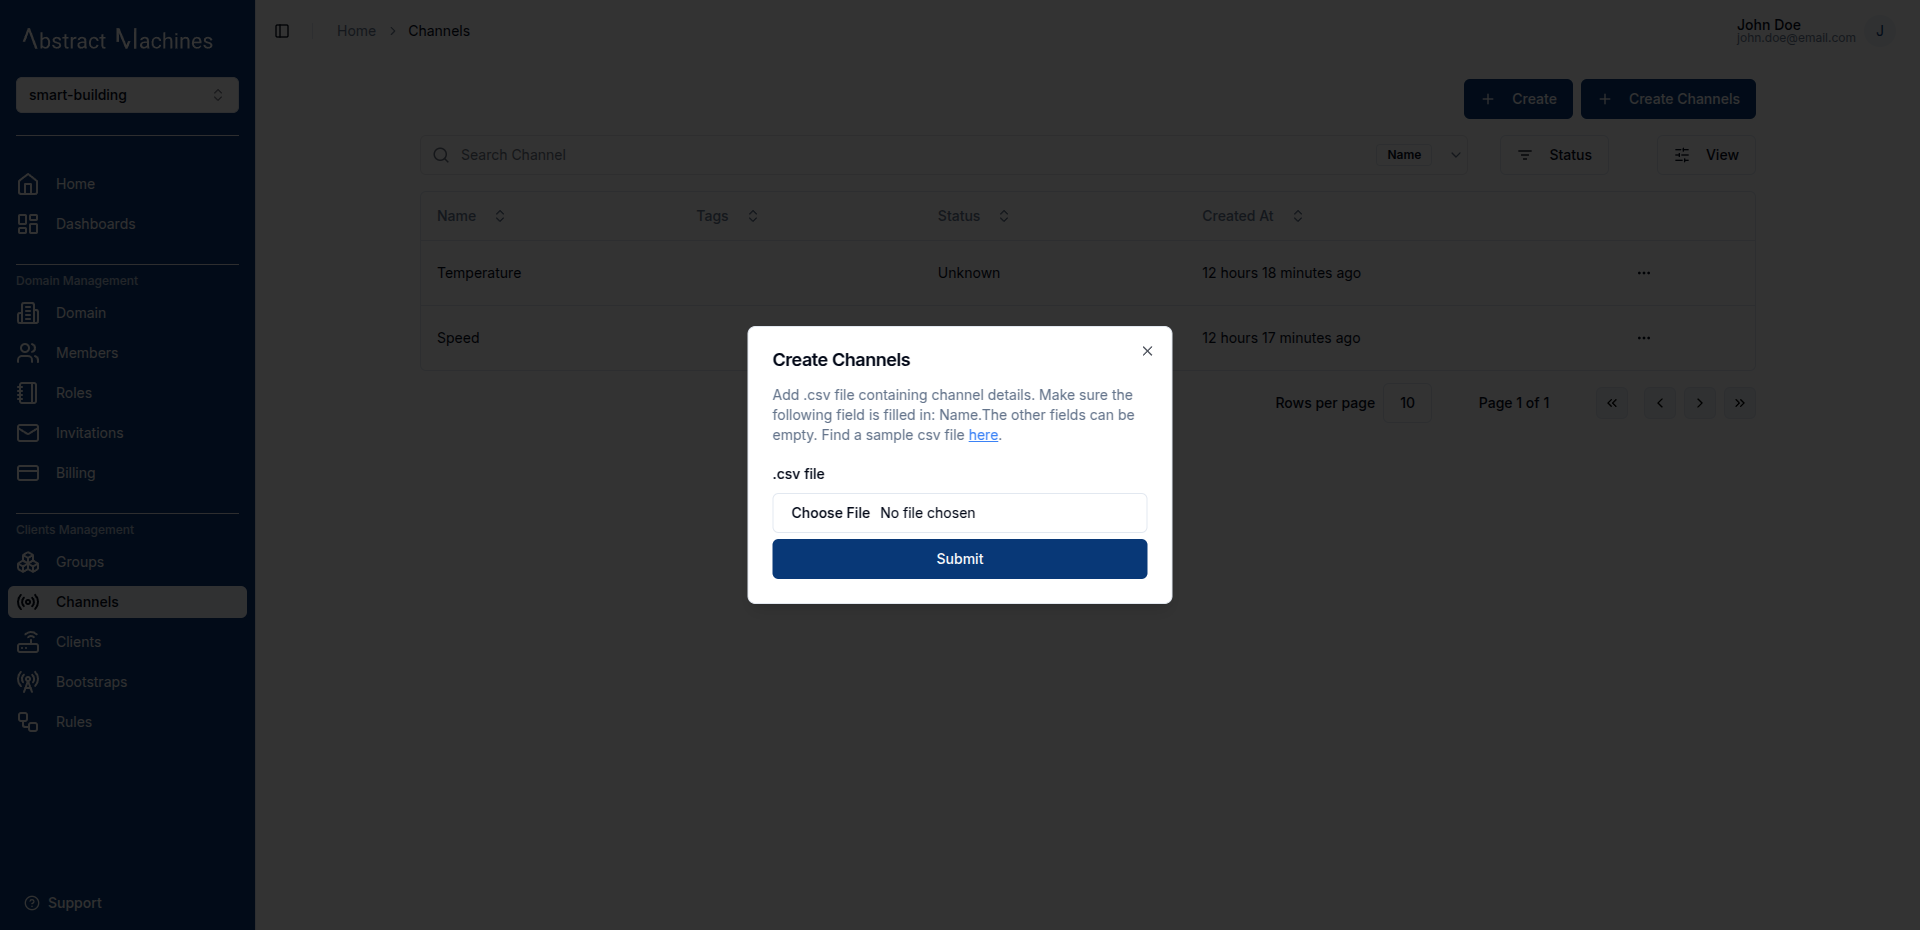 Abstract Machines
smart-building
Home
Dashboards
Domain Management
Domain
Members
Roles
Invitations
Billing
Clients Management
Groups
Channels
Clients
Bootstraps
Rules
Support
Home > Channels
John Doe
john.doe@email.com
J
+ Create
+ Create Channels
Search Channel
Name
Status
View
Name Tags Status Created At
Temperature Unknown 12 hours 18 minutes ago ...
Speed 12 hours 17 minutes ago ...
Rows per page 10 Page 1 of 1
Create Channels
Add .csv file containing channel details. Make sure the
following field is filled in: Name.The other fields can be
empty. Find a sample csv file here.
.csv file
Choose File No file chosen
Submit